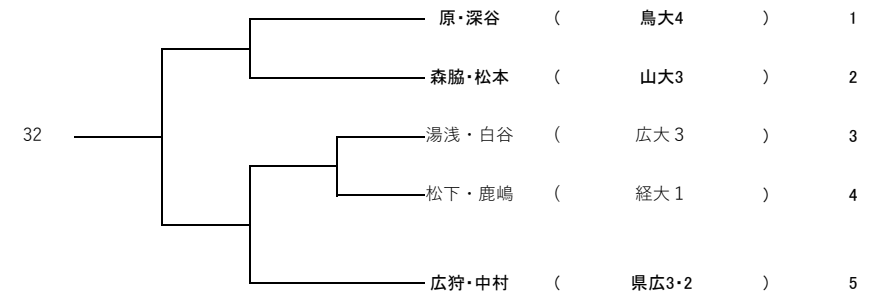 原・深谷 ( 鳥大4 ) 1
森脇・松本 ( 山大3 ) 2
32
湯浅・白谷 ( 広大３ ) 3
松下・鹿嶋 ( 経大１ ) 4
広狩・中村 ( 県広3・2 ) 5